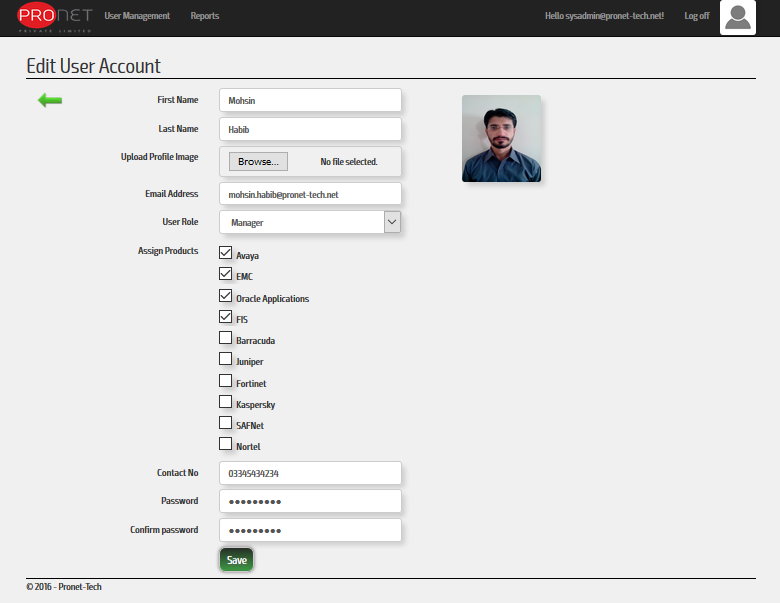 PRONET
PRIVATE LIMITED
User Management
Reports
Hello sysadmin@pronet-tech.net!
Log off
Edit User Account
First Name
Mohsin
Last Name
Habib
Upload Profile Image
Browse...
No file selected.
Email Address
mohsin.habib@pronet-tech.net
User Role
Manager
Assign Products
Avaya
EMC
Oracle Applications
FIS
Barracuda
Juniper
Fortinet
Kaspersky
SAFNet
Nortel
Contact No
03345434234
Password
●●●●●●●●●
Confirm password
●●●●●●●●●
Save
© 2016 - Pronet-Tech